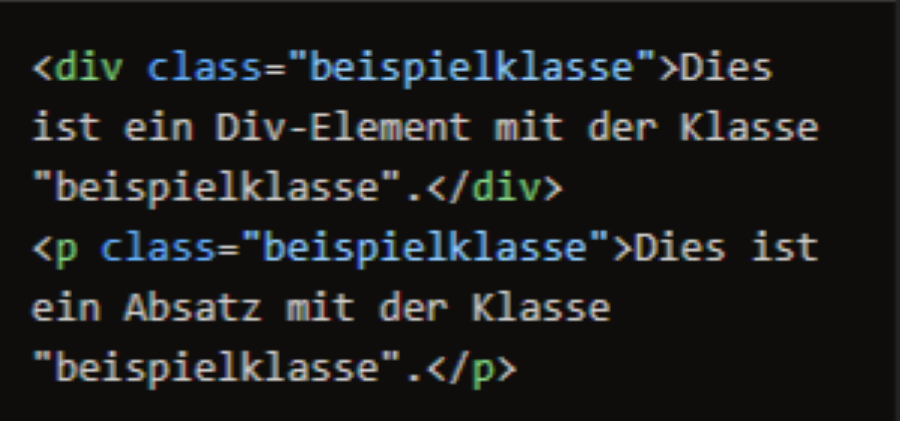 <div class="beispielklasse">Dies
ist ein Div-Element mit der Klasse
"beispielklasse".</div>
<p class="beispielklasse">Dies ist
ein Absatz mit der Klasse
"beispielklasse".</p>